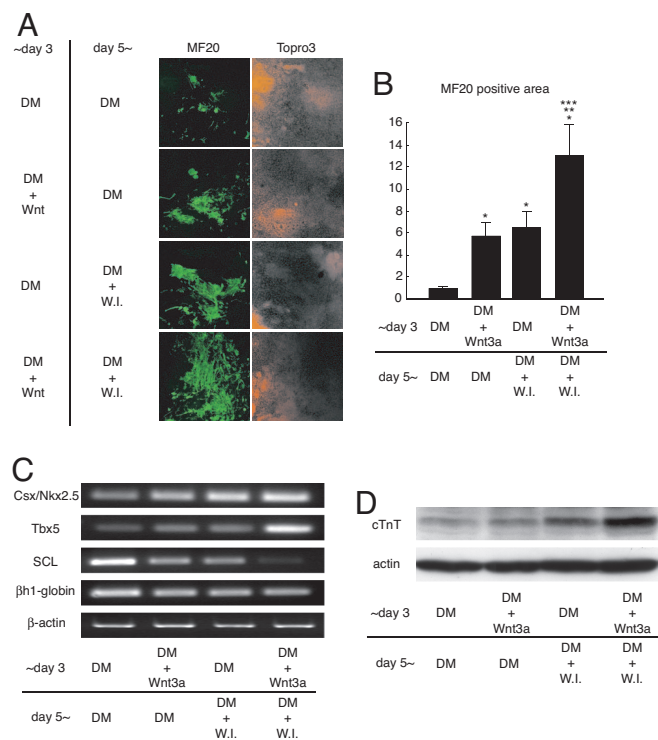 A
~day 3 day 5~ MF20 Topro3
DM DM
DM
+
Wnt
DM
DM
DM
+
W.I.
DM
+
Wnt
DM
+
W.I.
B
MF20 positive area
***
**
*
* *
16
14
12
10
8
6
4
2
0
~day 3 DM DM
+
Wnt3a DM DM
+
Wnt3a
day 5~ DM DM DM
+
W.I. DM
+
W.I.
C
Csx/Nkx2.5
Tbx5
SCL
βh1-globin
β-actin
~day 3 DM DM
+
Wnt3a DM DM
+
Wnt3a
day 5~ DM DM DM
+
W.I. DM
+
W.I.
D
cTnT
actin
~day 3 DM DM
+
Wnt3a DM DM
+
Wnt3a
day 5~ DM DM DM
+
W.I. DM
+
W.I.